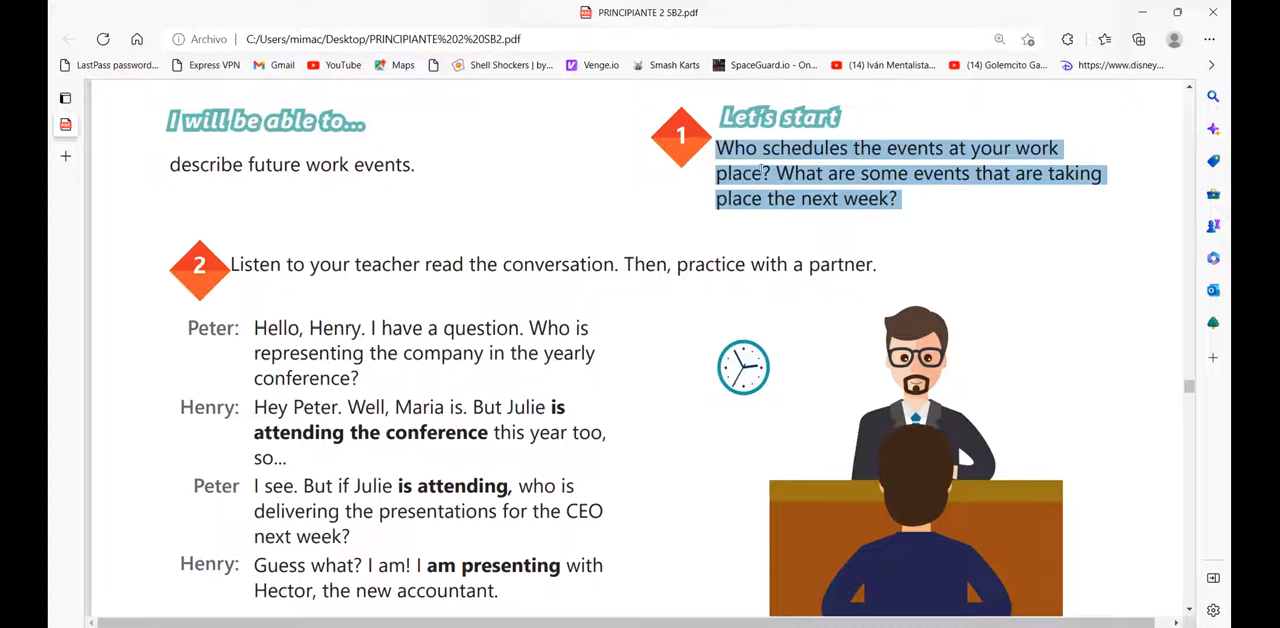 PRINCIPIANTE 2 SB2.pdf
Archivo
C:/Users/mimac/Desktop/PRINCIPIANTE%202%20SB2.pdf
LastPass password...
Express VPN
Gmail
YouTube
Maps
Shell Shockers | by...
Venge.io
Smash Karts
SpaceGuard.io - On...
(14) Iván Mentalista...
(14) Golemcito Ga...
https://www.disney...
I will be able to...
describe future work events.
1
Let's start
Who schedules the events at your work
place? What are some events that are taking
place the next week?
2
Listen to your teacher read the conversation. Then, practice with a partner.
Peter: Hello, Henry. I have a question. Who is
representing the company in the yearly
conference?
Henry: Hey Peter. Well, Maria is. But Julie is
attending the conference this year too,
so...
Peter I see. But if Julie is attending, who is
delivering the presentations for the CEO
next week?
Henry: Guess what? I am! I am presenting with
Hector, the new accountant.